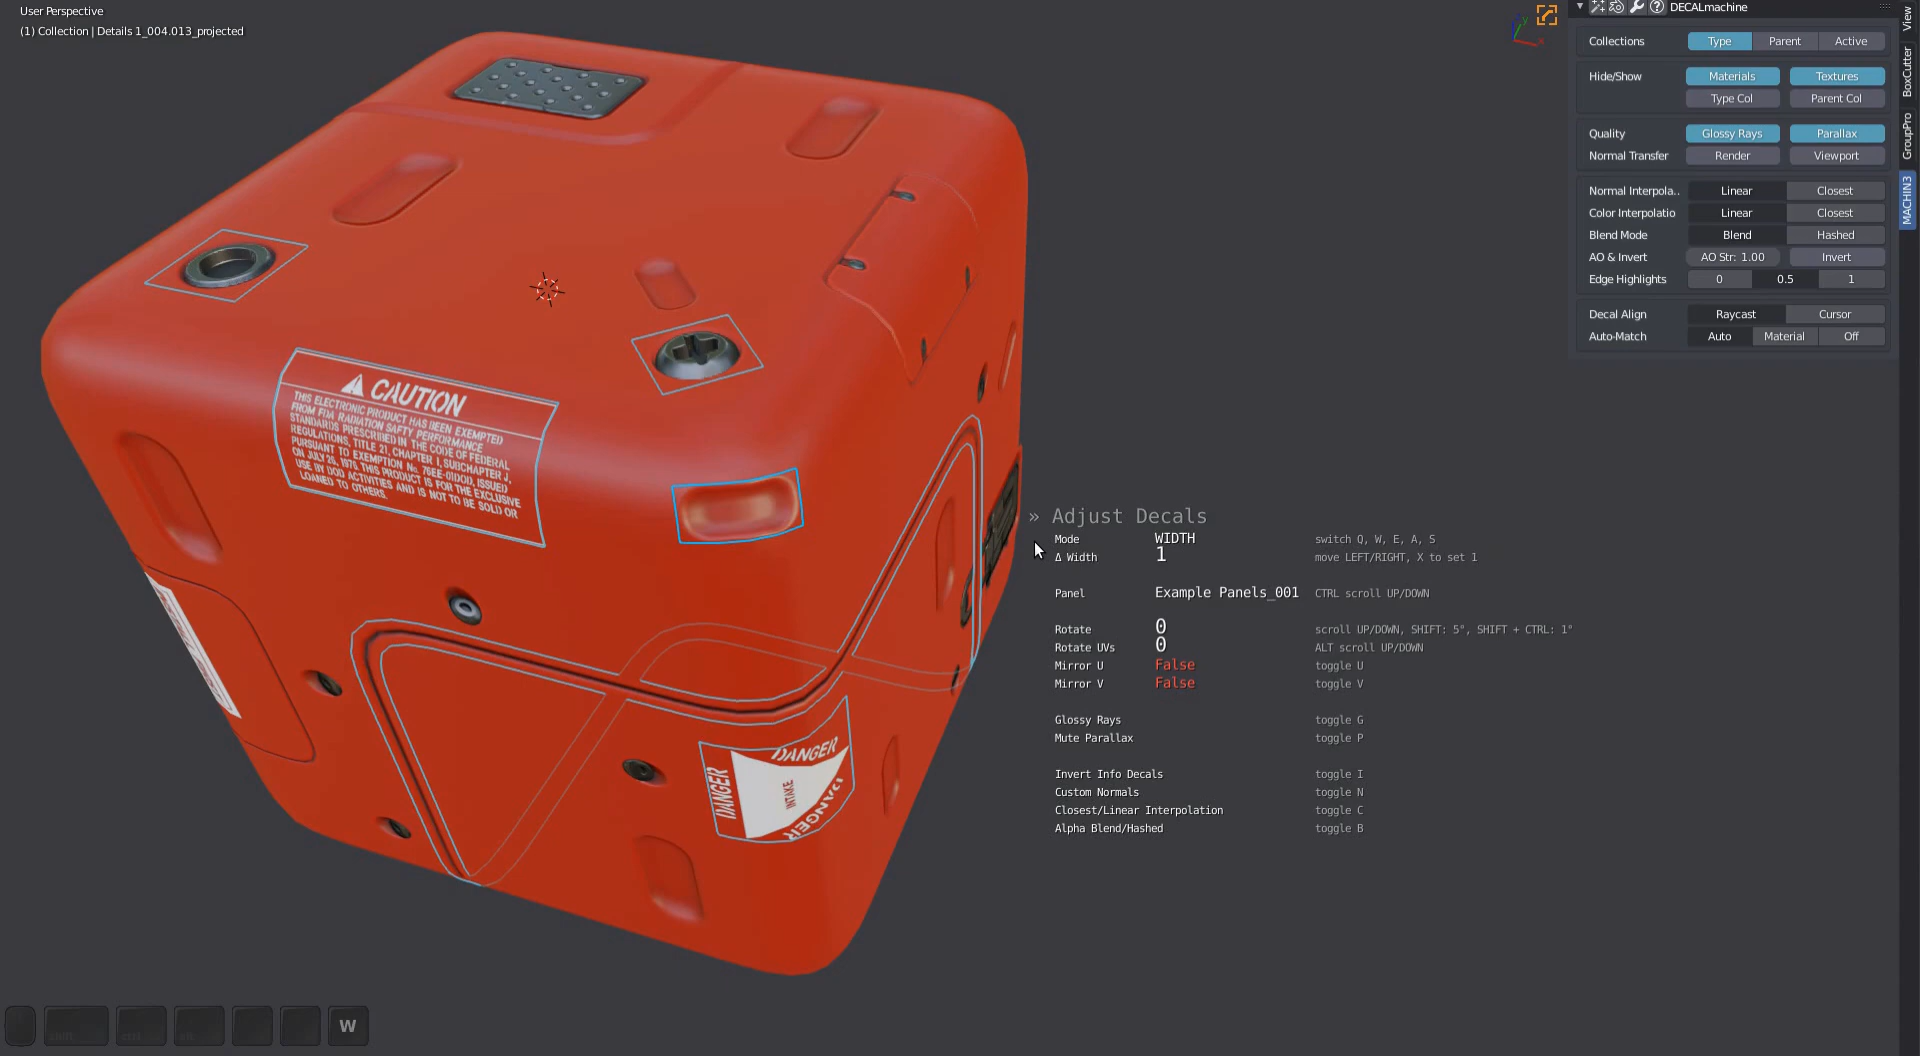 User Perspective
(1) Collection | Details 1_004.013_projected
DECALmachine
Collections Type Parent Active
Hide/Show Materials Textures
Type Col Parent Col
Quality Glossy Rays Parallax
Normal Transfer Render Viewport
Normal Interpola.. Linear Closest
Color Interpolatio Linear Closest
Blend Mode Blend Hashed
AO & Invert AO Str: 1.00 Invert
Edge Highlights 0 0.5 1
Decal Align Raycast Cursor
Auto-Match Auto Material Off
View
BoxCutter
GroupPro
MACHIN3
CAUTION
THIS ELECTRONIC PRODUCT HAS BEEN EXEMPTED
FROM FDA RADIATION SAFTY PERFORMANCE
STANDARDS PRESCRIBED IN THE CODE OF FEDERAL
REGULATIONS, TITLE 21, CHAPTER I, SUBCHAPTER J,
PURSUANT TO EXEMPTION No. 76EE-01DOD, ISSUED
ON JULY 26, 1976. THIS PRODUCT IS FOR THE EXCLUSIVE
USE BY DOD ACTIVITIES AND IS NOT TO BE SOLD OR
LOANED TO OTHERS.
DANGER
DANGER
INTAKE
DANGER
DANGER
» Adjust Decals
Mode WIDTH switch Q, W, E, A, S
Δ Width 1 move LEFT/RIGHT, X to set 1
Panel Example Panels_001 CTRL scroll UP/DOWN
Rotate 0 scroll UP/DOWN, SHIFT: 5°, SHIFT + CTRL: 1°
Rotate UVs 0 ALT scroll UP/DOWN
Mirror U False toggle U
Mirror V False toggle V
Glossy Rays toggle G
Mute Parallax toggle P
Invert Info Decals toggle I
Custom Normals toggle N
Closest/Linear Interpolation toggle C
Alpha Blend/Hashed toggle B
shift ctrl alt W